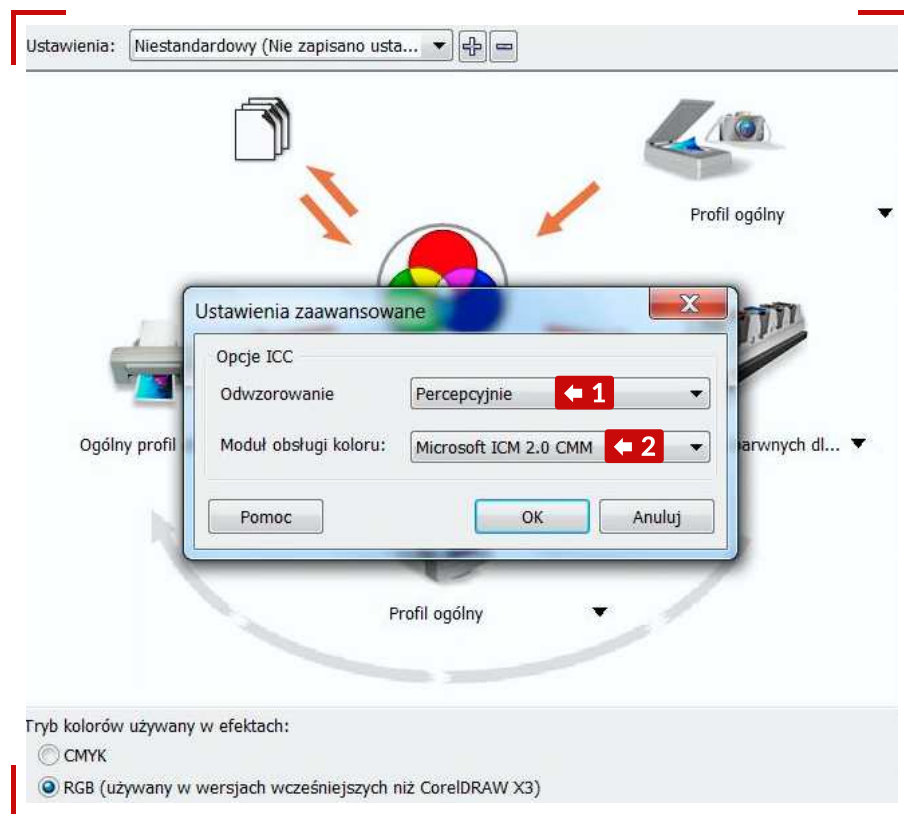 Ustawienia: Niestandardowy (Nie zapisano usta...
Profil ogólny
Ustawienia zaawansowane
Opcje ICC
Odwzorowanie Percepcyjnie 1
Ogólny profil Moduł obsługi koloru: Microsoft ICM 2.0 CMM 2 arwnych dl...
Pomoc OK Anuluj
Profil ogólny
Tryb kolorów używany w efektach:
CMYK
RGB (używany w wersjach wcześniejszych niż CorelDRAW X3)